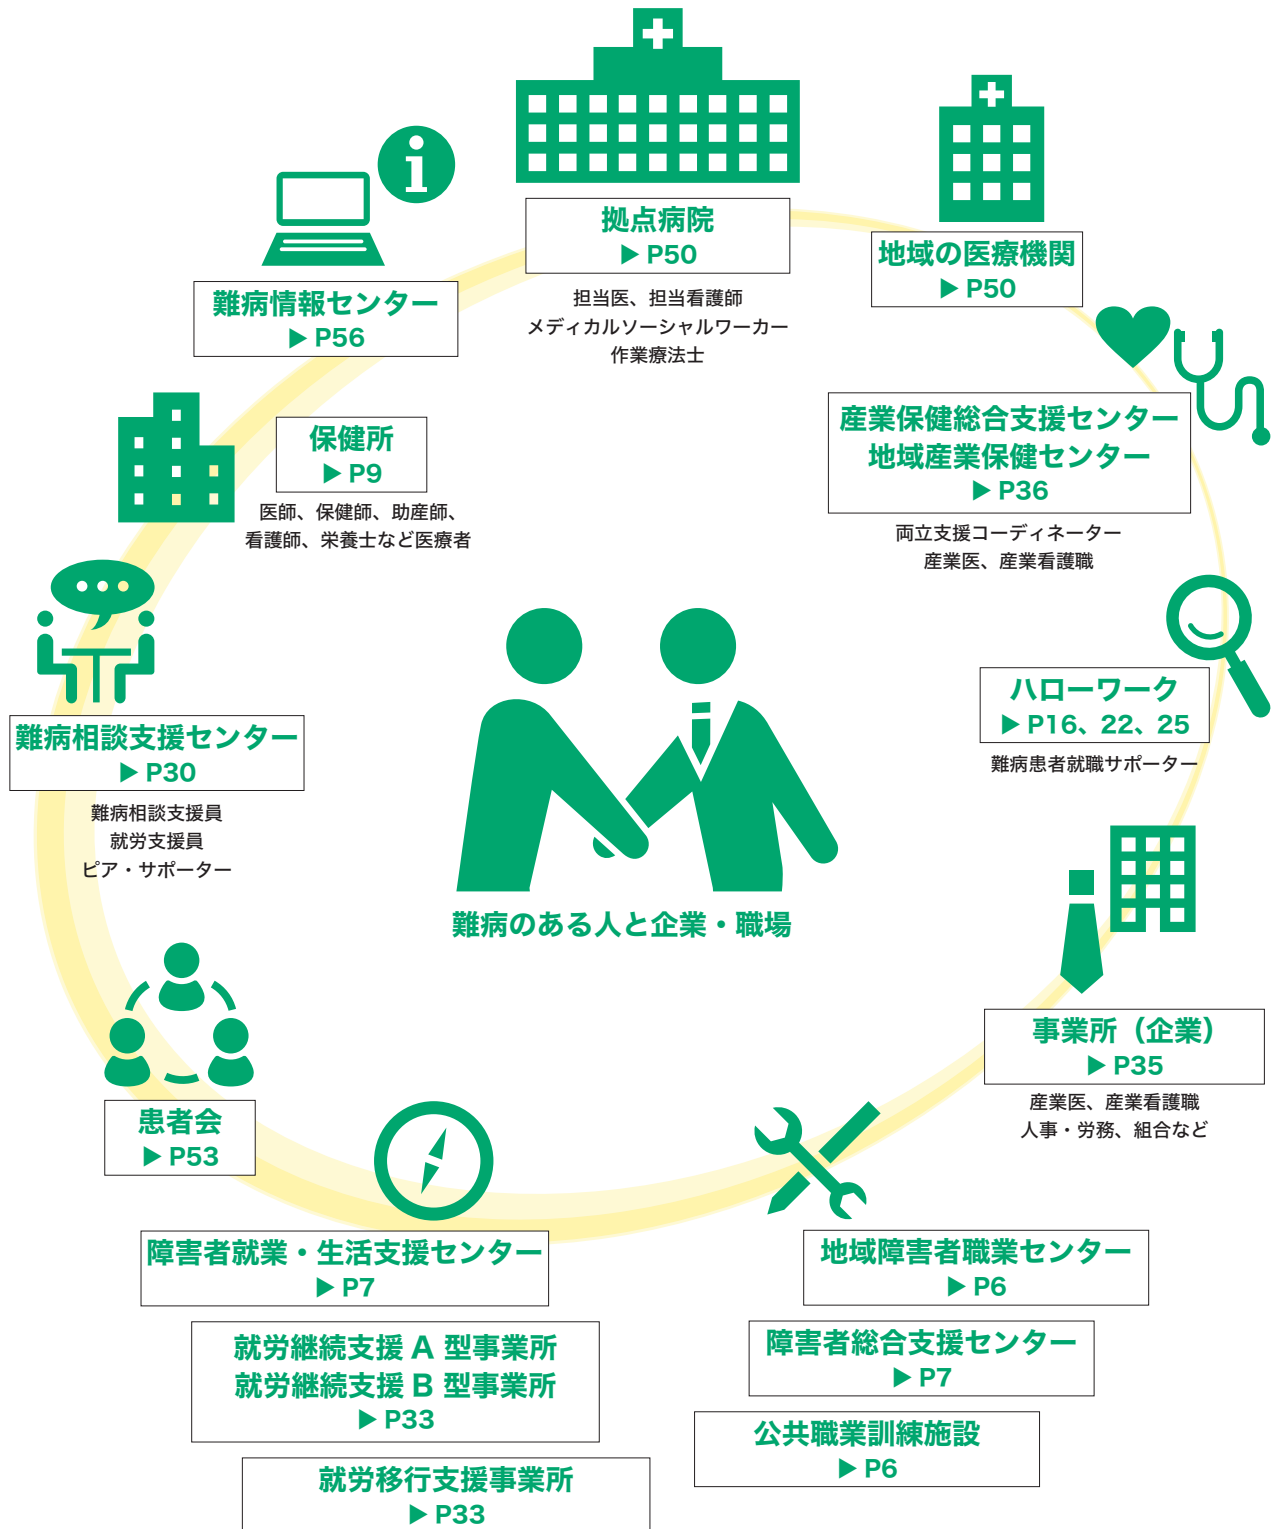 拠点病院
▶ P50
担当医、担当看護師
メディカルソーシャルワーカー
作業療法士
地域の医療機関
▶ P50
産業保健総合支援センター
地域産業保健センター
▶ P36
両立支援コーディネーター
産業医、産業看護職
ハローワーク
▶ P16、22、25
難病患者就職サポーター
事業所（企業）
▶ P35
産業医、産業看護職
人事・労務、組合など
地域障害者職業センター
▶ P6
障害者総合支援センター
▶ P7
公共職業訓練施設
▶ P6
障害者就業・生活支援センター
▶ P7
就労継続支援 A 型事業所
就労継続支援 B 型事業所
▶ P33
就労移行支援事業所
▶ P33
患者会
▶ P53
難病相談支援センター
▶ P30
難病相談支援員
就労支援員
ピア・サポーター
保健所
▶ P9
医師、保健師、助産師、
看護師、栄養士など医療者
難病情報センター
▶ P56
i
難病のある人と企業・職場